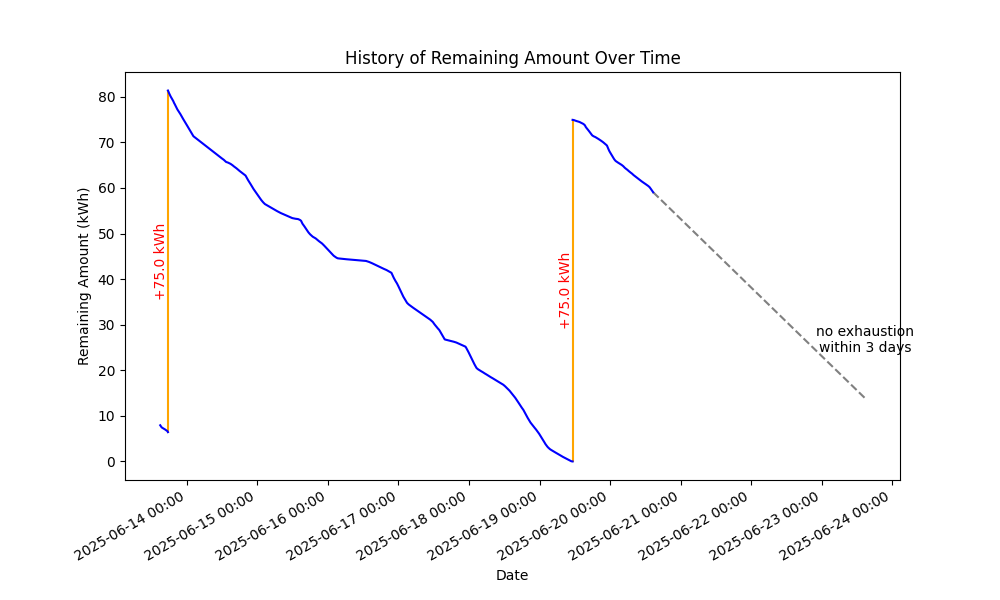 History of Remaining Amount Over Time
Remaining Amount (kWh)
80
70
60
50
40
30
20
10
0
+75.0 kWh
+75.0 kWh
no exhaustion
within 3 days
2025-06-14 00:00
2025-06-15 00:00
2025-06-16 00:00
2025-06-17 00:00
2025-06-18 00:00
2025-06-19 00:00
2025-06-20 00:00
2025-06-21 00:00
2025-06-22 00:00
2025-06-23 00:00
2025-06-24 00:00
Date